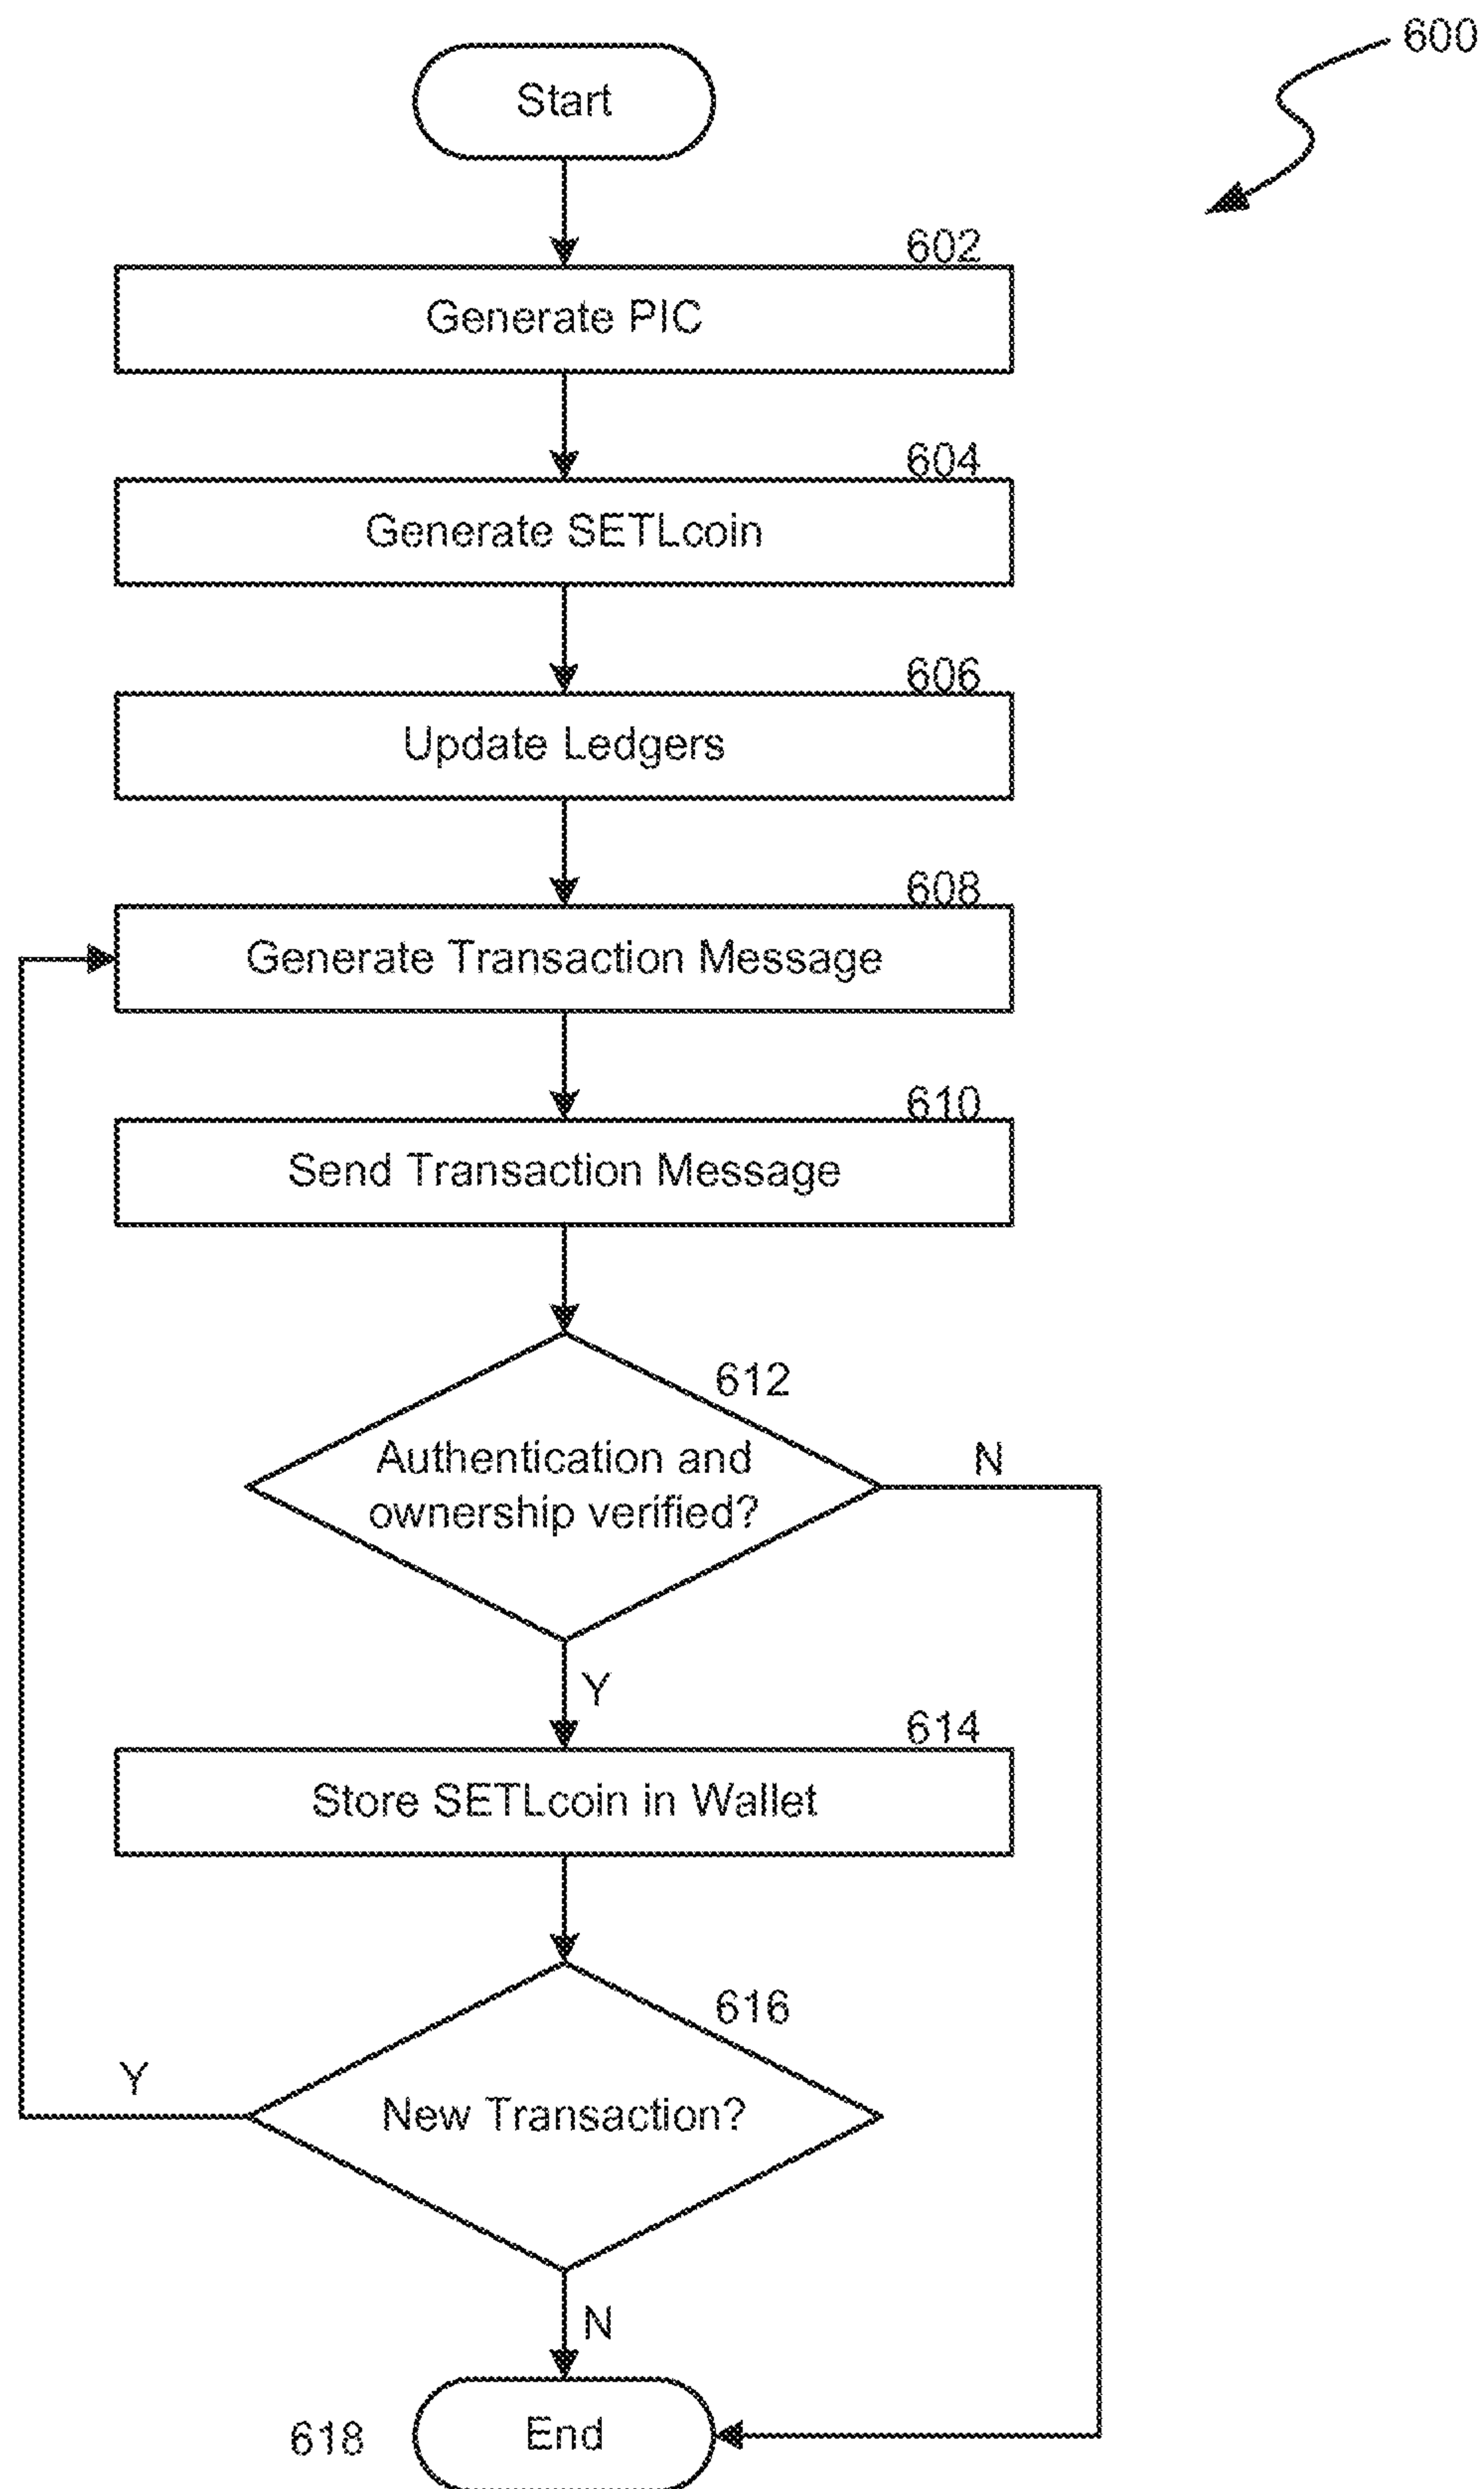 600
Start
602
Generate PIC
604
Generate SETLcoin
606
Update Ledgers
608
Generate Transaction Message
610
Send Transaction Message
612
Authentication and
ownership verified?
N
Y
614
Store SETLcoin in Wallet
616
Y
New Transaction?
N
618
End